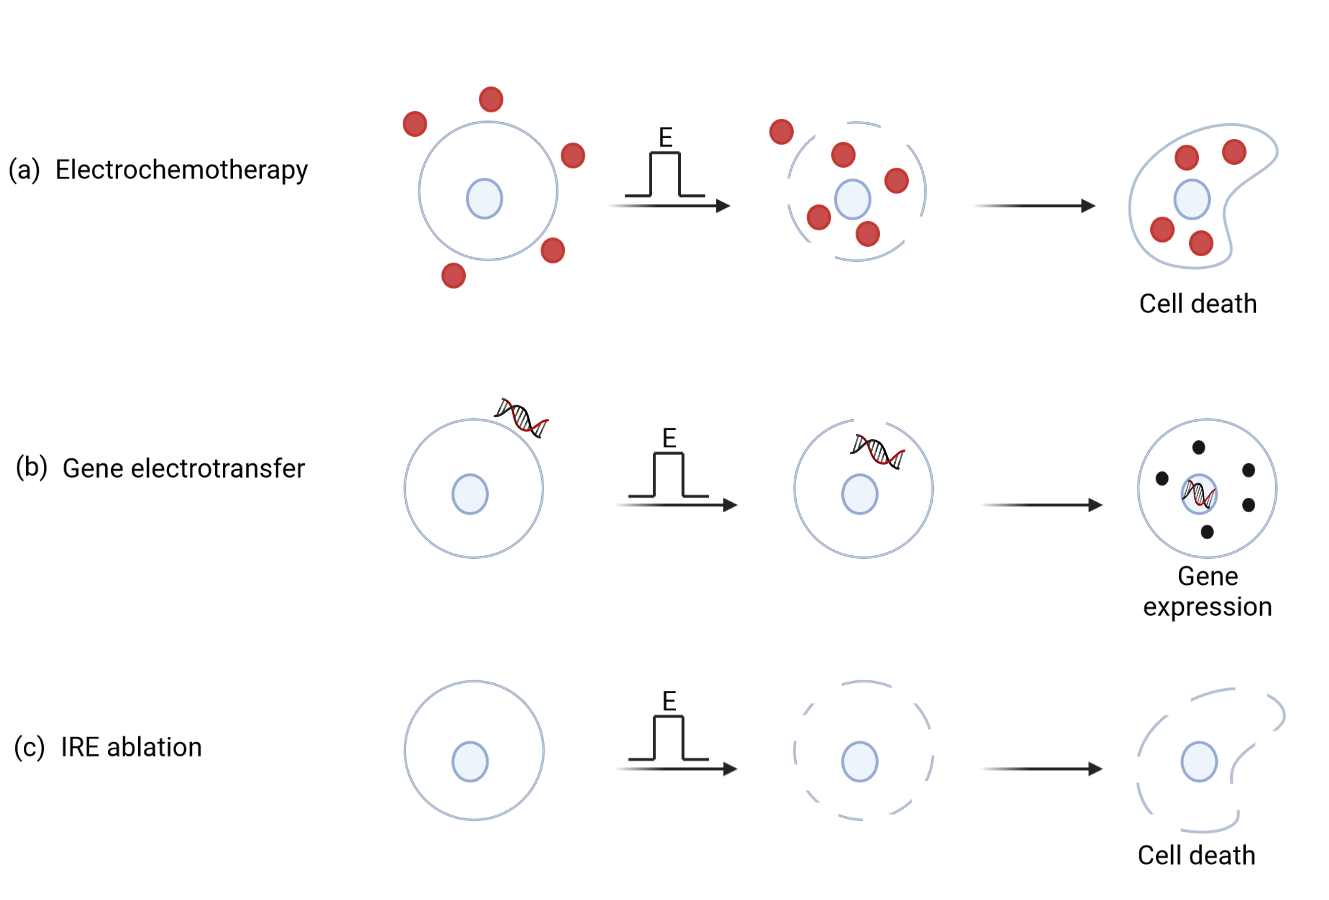 E
(a) Electrochemotherapy
Cell death
E
(b) Gene electrotransfer
Gene
expression
E
(c) IRE ablation
Cell death